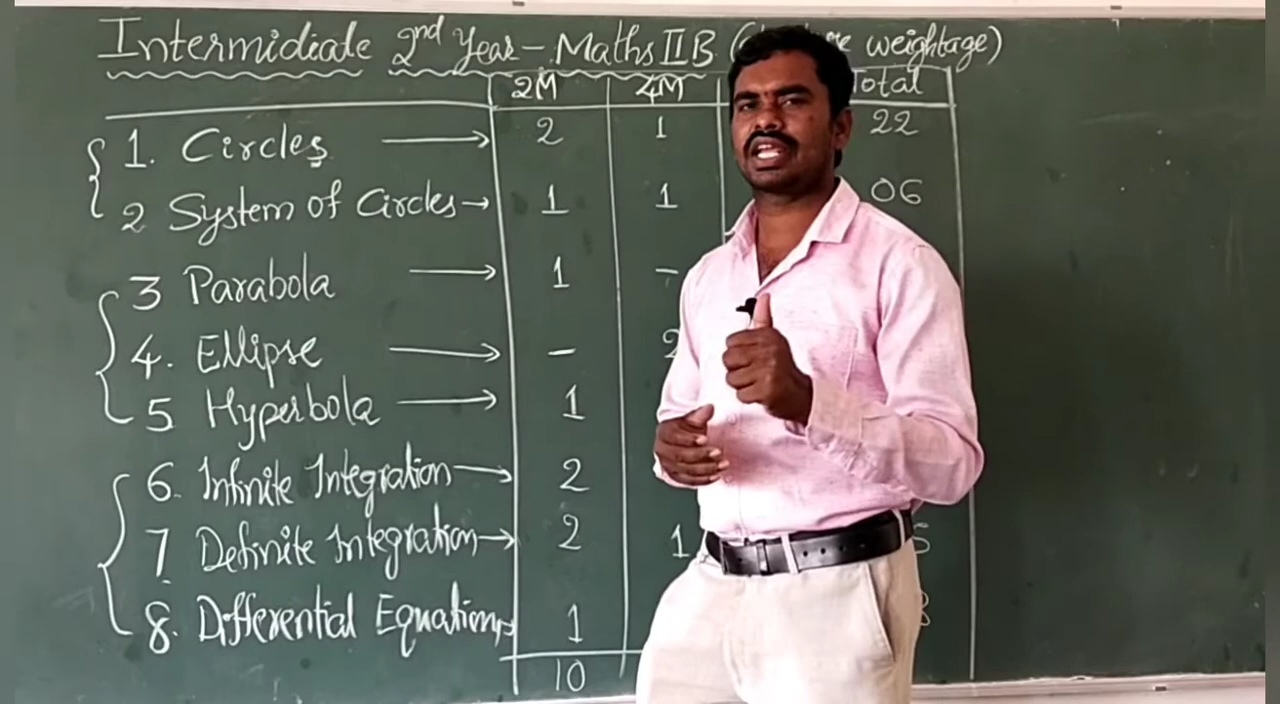 Intermidiate 2nd Year - Maths II B ( weightage)
2M 4M Total
1. Circles → 2 1 22
2 System of Circles → 1 1 06
3 Parabola → 1 -
4. Ellipse → - 2
5 Hyperbola → 1
6. Infinite Integration → 2
7 Definite Integration → 2 1
8. Differential Equations → 1
10